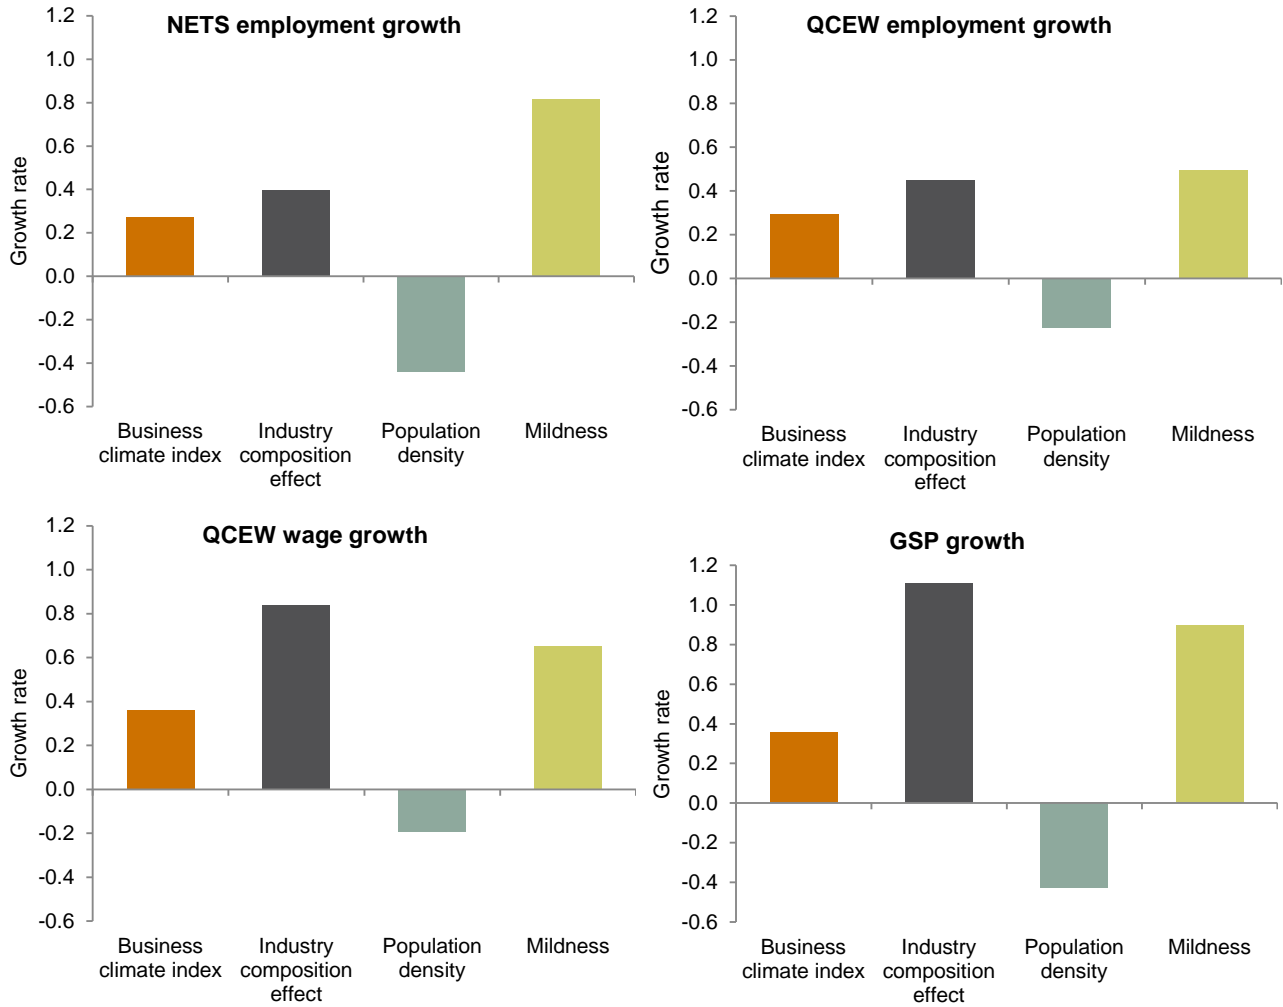 NETS employment growth
Growth rate
1.2
1.0
0.8
0.6
0.4
0.2
0.0
-0.2
-0.4
-0.6
Business
climate index
Industry
composition
effect
Population
density
Mildness
QCEW employment growth
Growth rate
1.2
1.0
0.8
0.6
0.4
0.2
0.0
-0.2
-0.4
-0.6
Business
climate index
Industry
composition
effect
Population
density
Mildness
QCEW wage growth
Growth rate
1.2
1.0
0.8
0.6
0.4
0.2
0.0
-0.2
-0.4
-0.6
Business
climate index
Industry
composition
effect
Population
density
Mildness
GSP growth
Growth rate
1.2
1.0
0.8
0.6
0.4
0.2
0.0
-0.2
-0.4
-0.6
Business
climate index
Industry
composition
effect
Population
density
Mildness